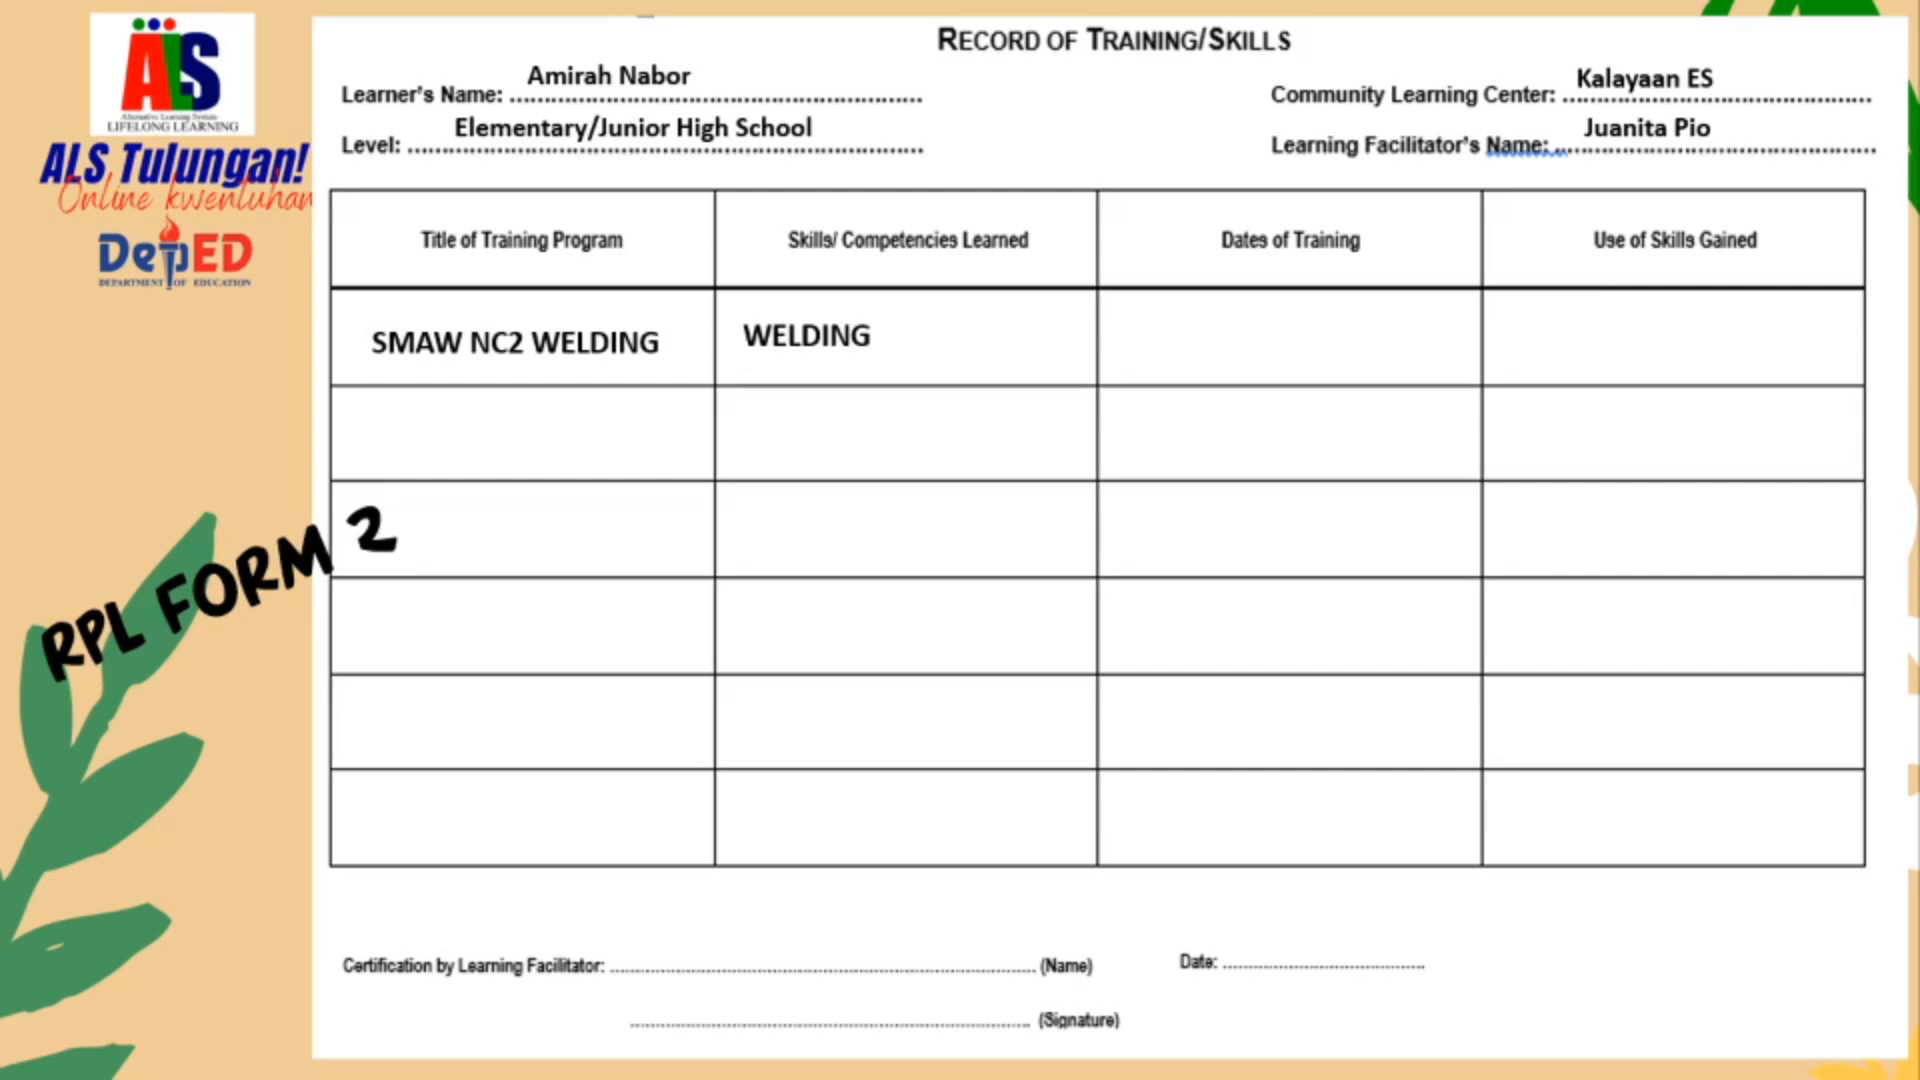 ALS
Alternative Learning System
LIFELONG LEARNING
ALS Tulungan!
Online kwentuhan
DepED
DEPARTMENT OF EDUCATION
RPL FORM 2
RECORD OF TRAINING/SKILLS
Learner's Name: Amirah Nabor
Community Learning Center: Kalayaan ES
Level: Elementary/Junior High School
Learning Facilitator's Name: Juanita Pio
Title of Training Program Skills/ Competencies Learned Dates of Training Use of Skills Gained
SMAW NC2 WELDING WELDING
Certification by Learning Facilitator: (Name) Date:
(Signature)